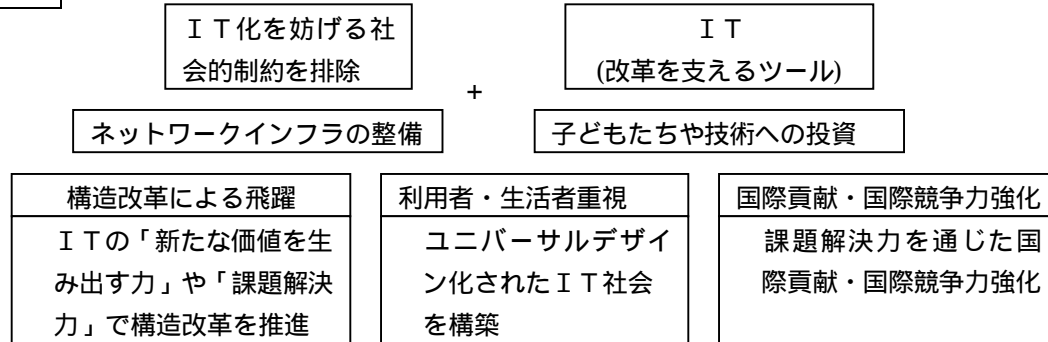 ＩＴ化を妨げる社
会的制約を排除
ＩＴ
(改革を支えるツール)
+
ネットワークインフラの整備
子どもたちや技術への投資
構造改革による飛躍
ＩＴの「新たな価値を生
み出す力」や「課題解決
力」で構造改革を推進
利用者・生活者重視
ユニバーサルデザイ
ン化されたＩＴ社会
を構築
国際貢献・国際競争力強化
課題解決力を通じた国
際貢献・国際競争力強化